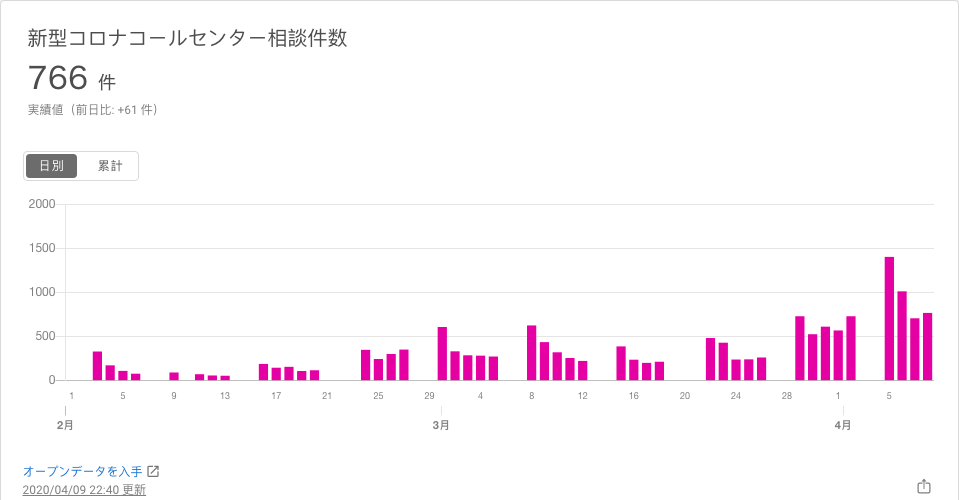 新型コロナコールセンター相談件数
766 件
実績値（前日比: +61 件）
日別 累計
2000
1500
1000
500
0
1 5 9 13 17 21 25 29 4 8 12 16 20 24 28 1 5
2月 3月 4月
オープンデータを入手
2020/04/09 22:40 更新